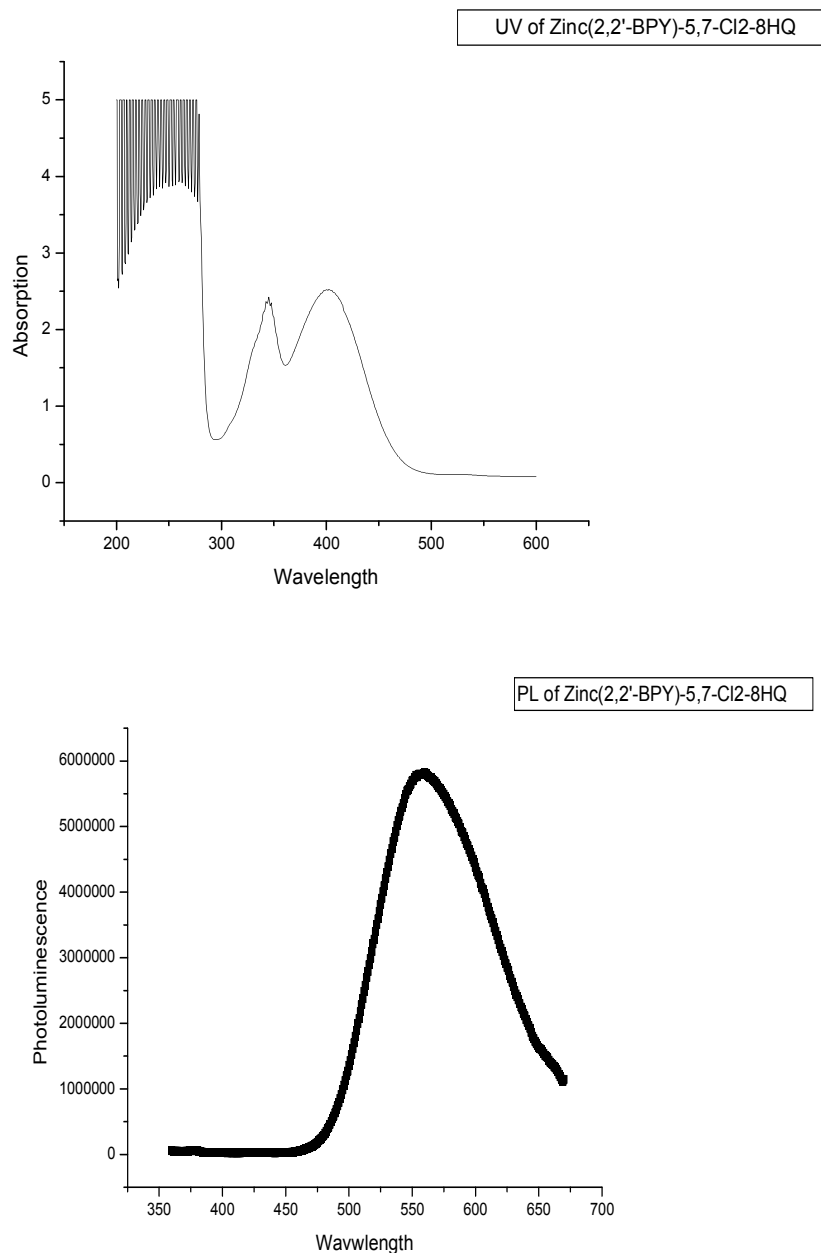 UV of Zinc(2,2'-BPY)-5,7-Cl2-8HQ
5
4
3
2
1
0
Absorption
200 300 400 500 600
Wavelength
PL of Zinc(2,2'-BPY)-5,7-Cl2-8HQ
6000000
5000000
4000000
3000000
2000000
1000000
0
Photoluminescence
350 400 450 500 550 600 650 700
Wavwlength